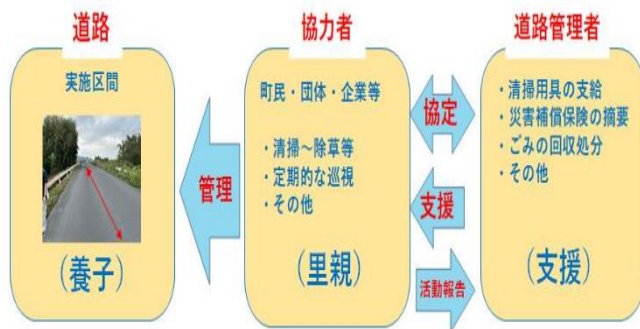 道路
実施区間
(養子)
管理
協力者
町民・団体・企業等
・清掃～除草等
・定期的な巡視
・その他
(里親)
協定
支援
活動報告
道路管理者
・清掃用具の支給
・災害補償保険の摘要
・ごみの回収処分
・その他
(支援)